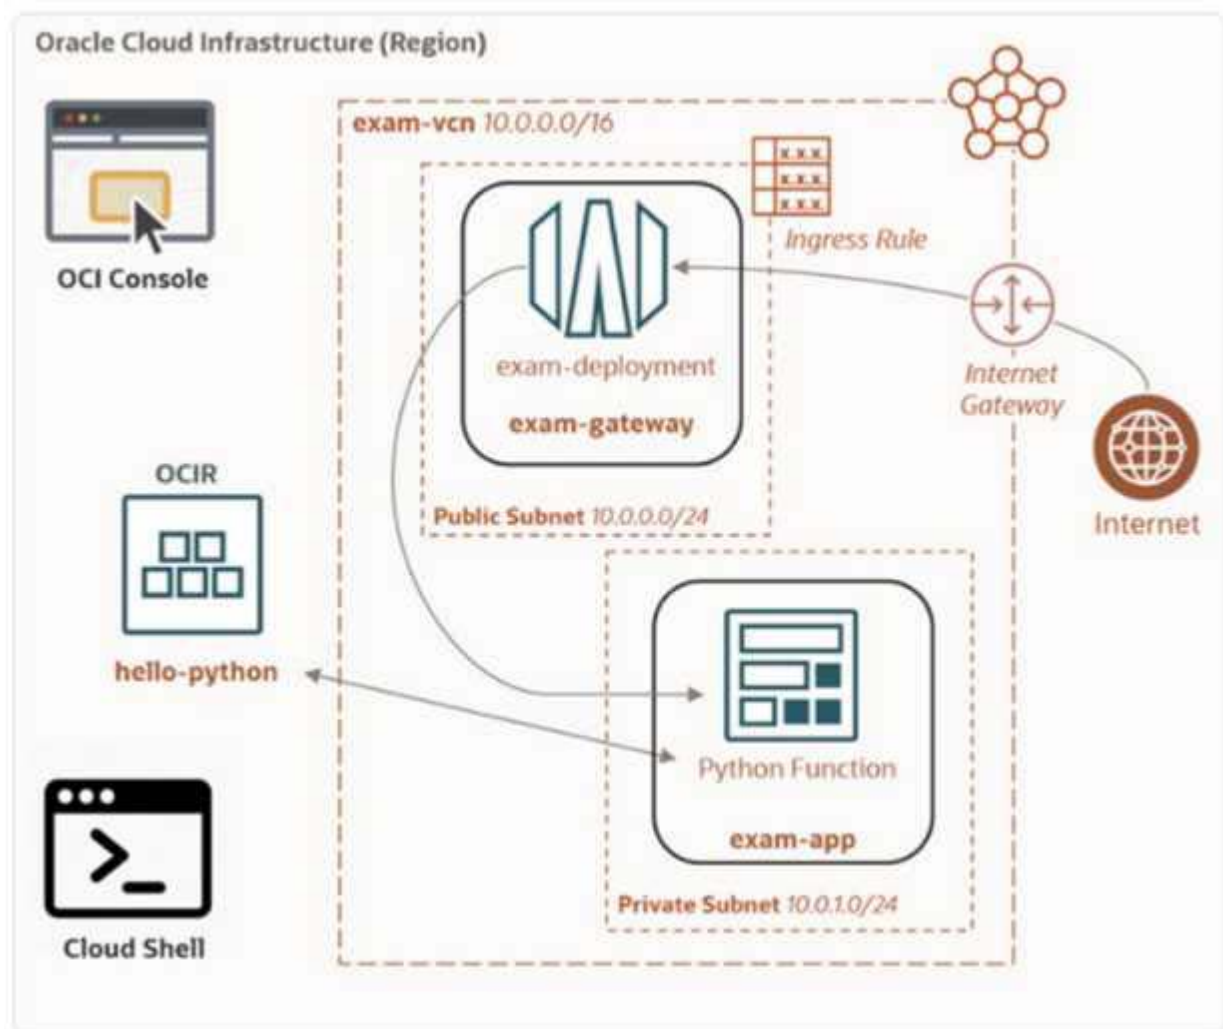 Oracle Cloud Infrastructure (Region)
exam-vcn 10.0.0.0/16
OCI Console
Ingress Rule
exam-deployment
exam-gateway
Internet
Gateway
OCIR
Public Subnet 10.0.0.0/24
Internet
hello-python
Python Function
exam-app
Private Subnet 10.0.1.0/24
Cloud Shell